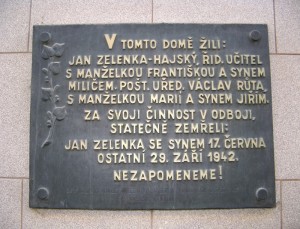 V TOMTO DOMĚ ŽILI:
JAN ZELENKA-HAJSKÝ, ŘÍD. UČITEL
S MANŽELKOU FRANTIŠKOU A SYNEM
MILIČEM. POŠT. ÚŘED. VÁCLAV RŮTA,
S MANŽELKOU MARIÍ A SYNEM JIŘÍM.
ZA SVOJI ČINNOST V ODBOJI,
STATEČNĚ ZEMŘELI:
JAN ZELENKA SE SYNEM 17. ČERVNA
OSTATNÍ 29. ZÁŘÍ 1942.
NEZAPOMENEME!